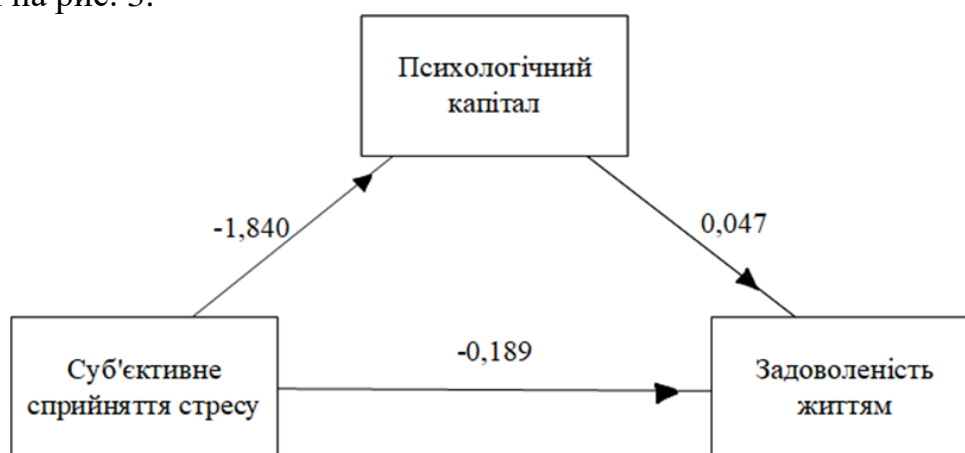 на рис. 3.
Психологічний
капітал
-1,840
0,047
-0,189
Суб'єктивне
сприйняття стресу
Задоволеність
життям